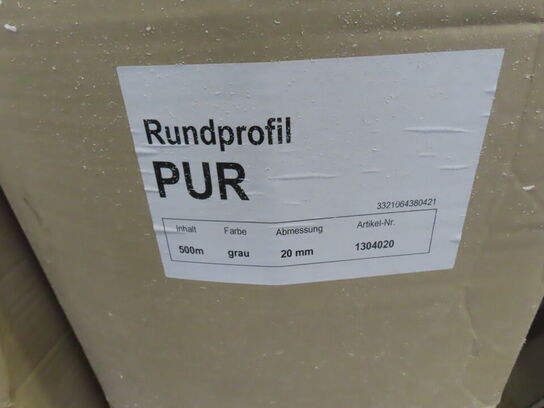 Rundprofil
PUR
3321064380421
Inhalt Farbe Abmessung Artikel-Nr.
500m grau 20 mm 1304020